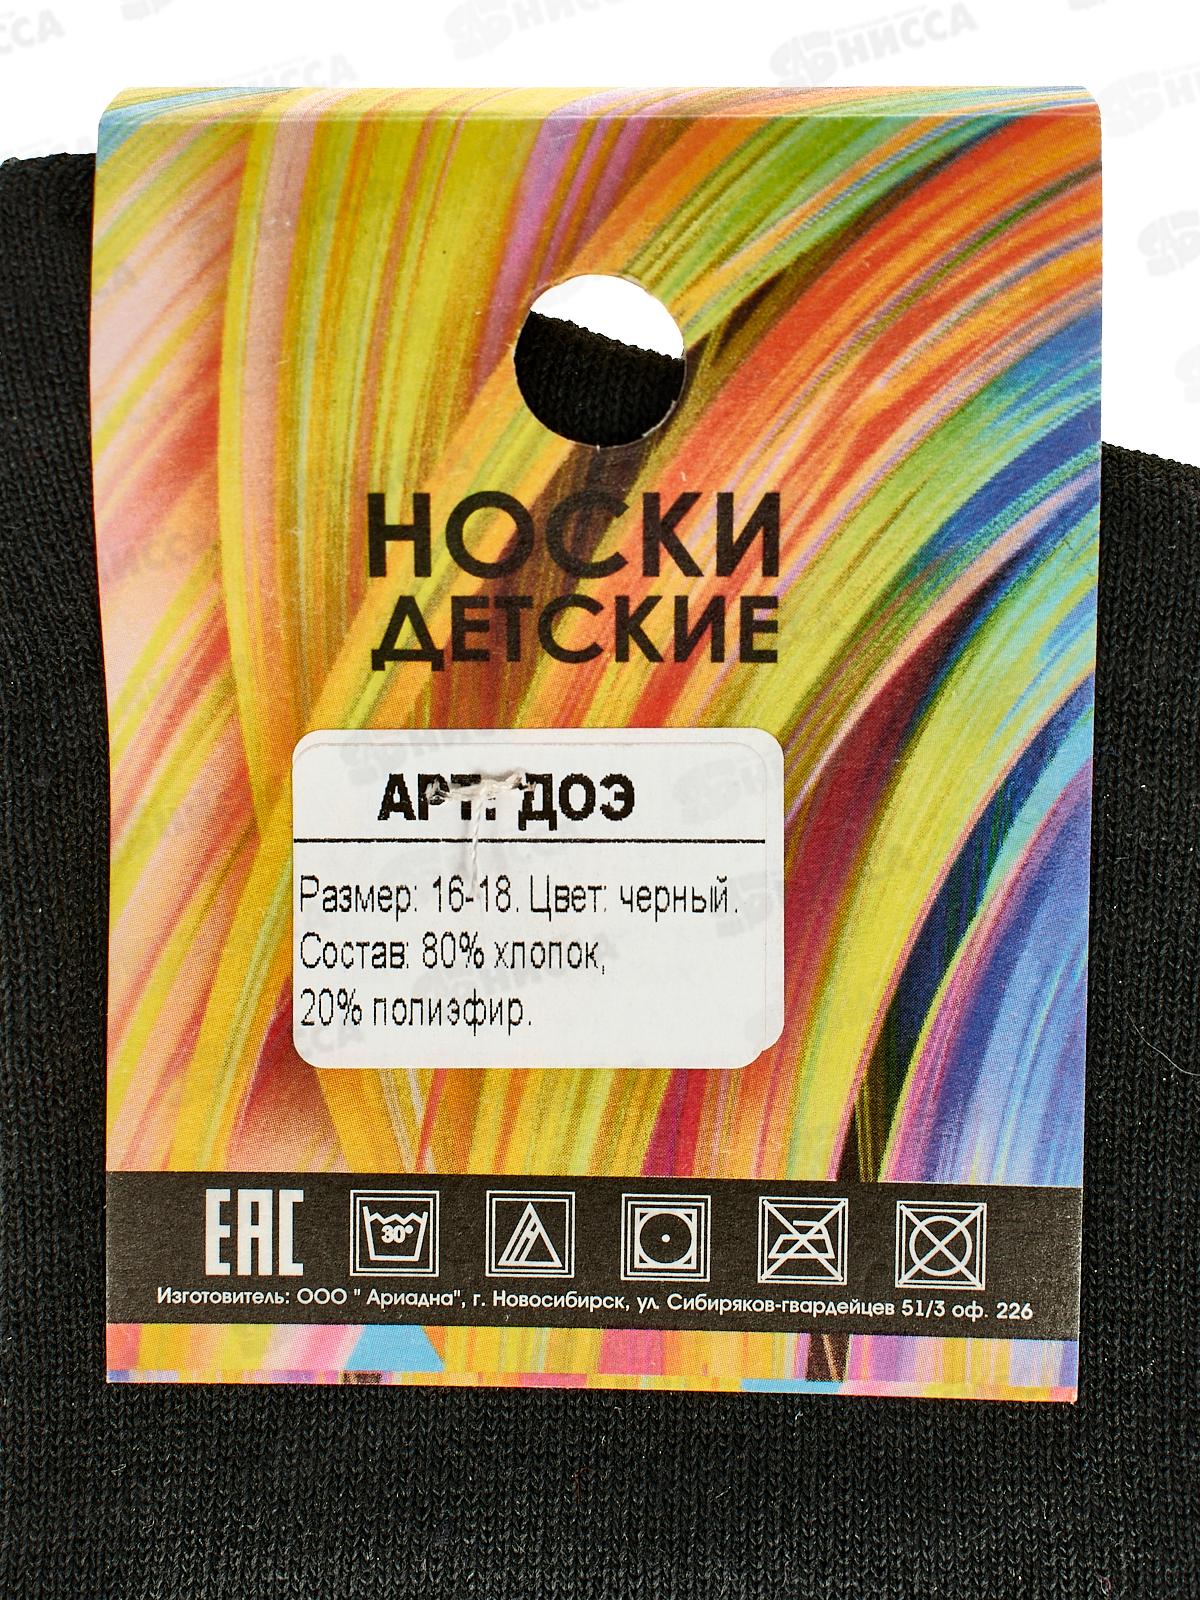 НОСКИ
ДЕТСКИЕ
АРТ. ДОЭ
Размер: 16-18. Цвет: черный.
Состав: 80% хлопок,
20% полиэфир.
EAC
30°
Изготовитель: ООО " Ариадна", г. Новосибирск, ул. Сибиряков-гвардейцев 51/3 оф. 226